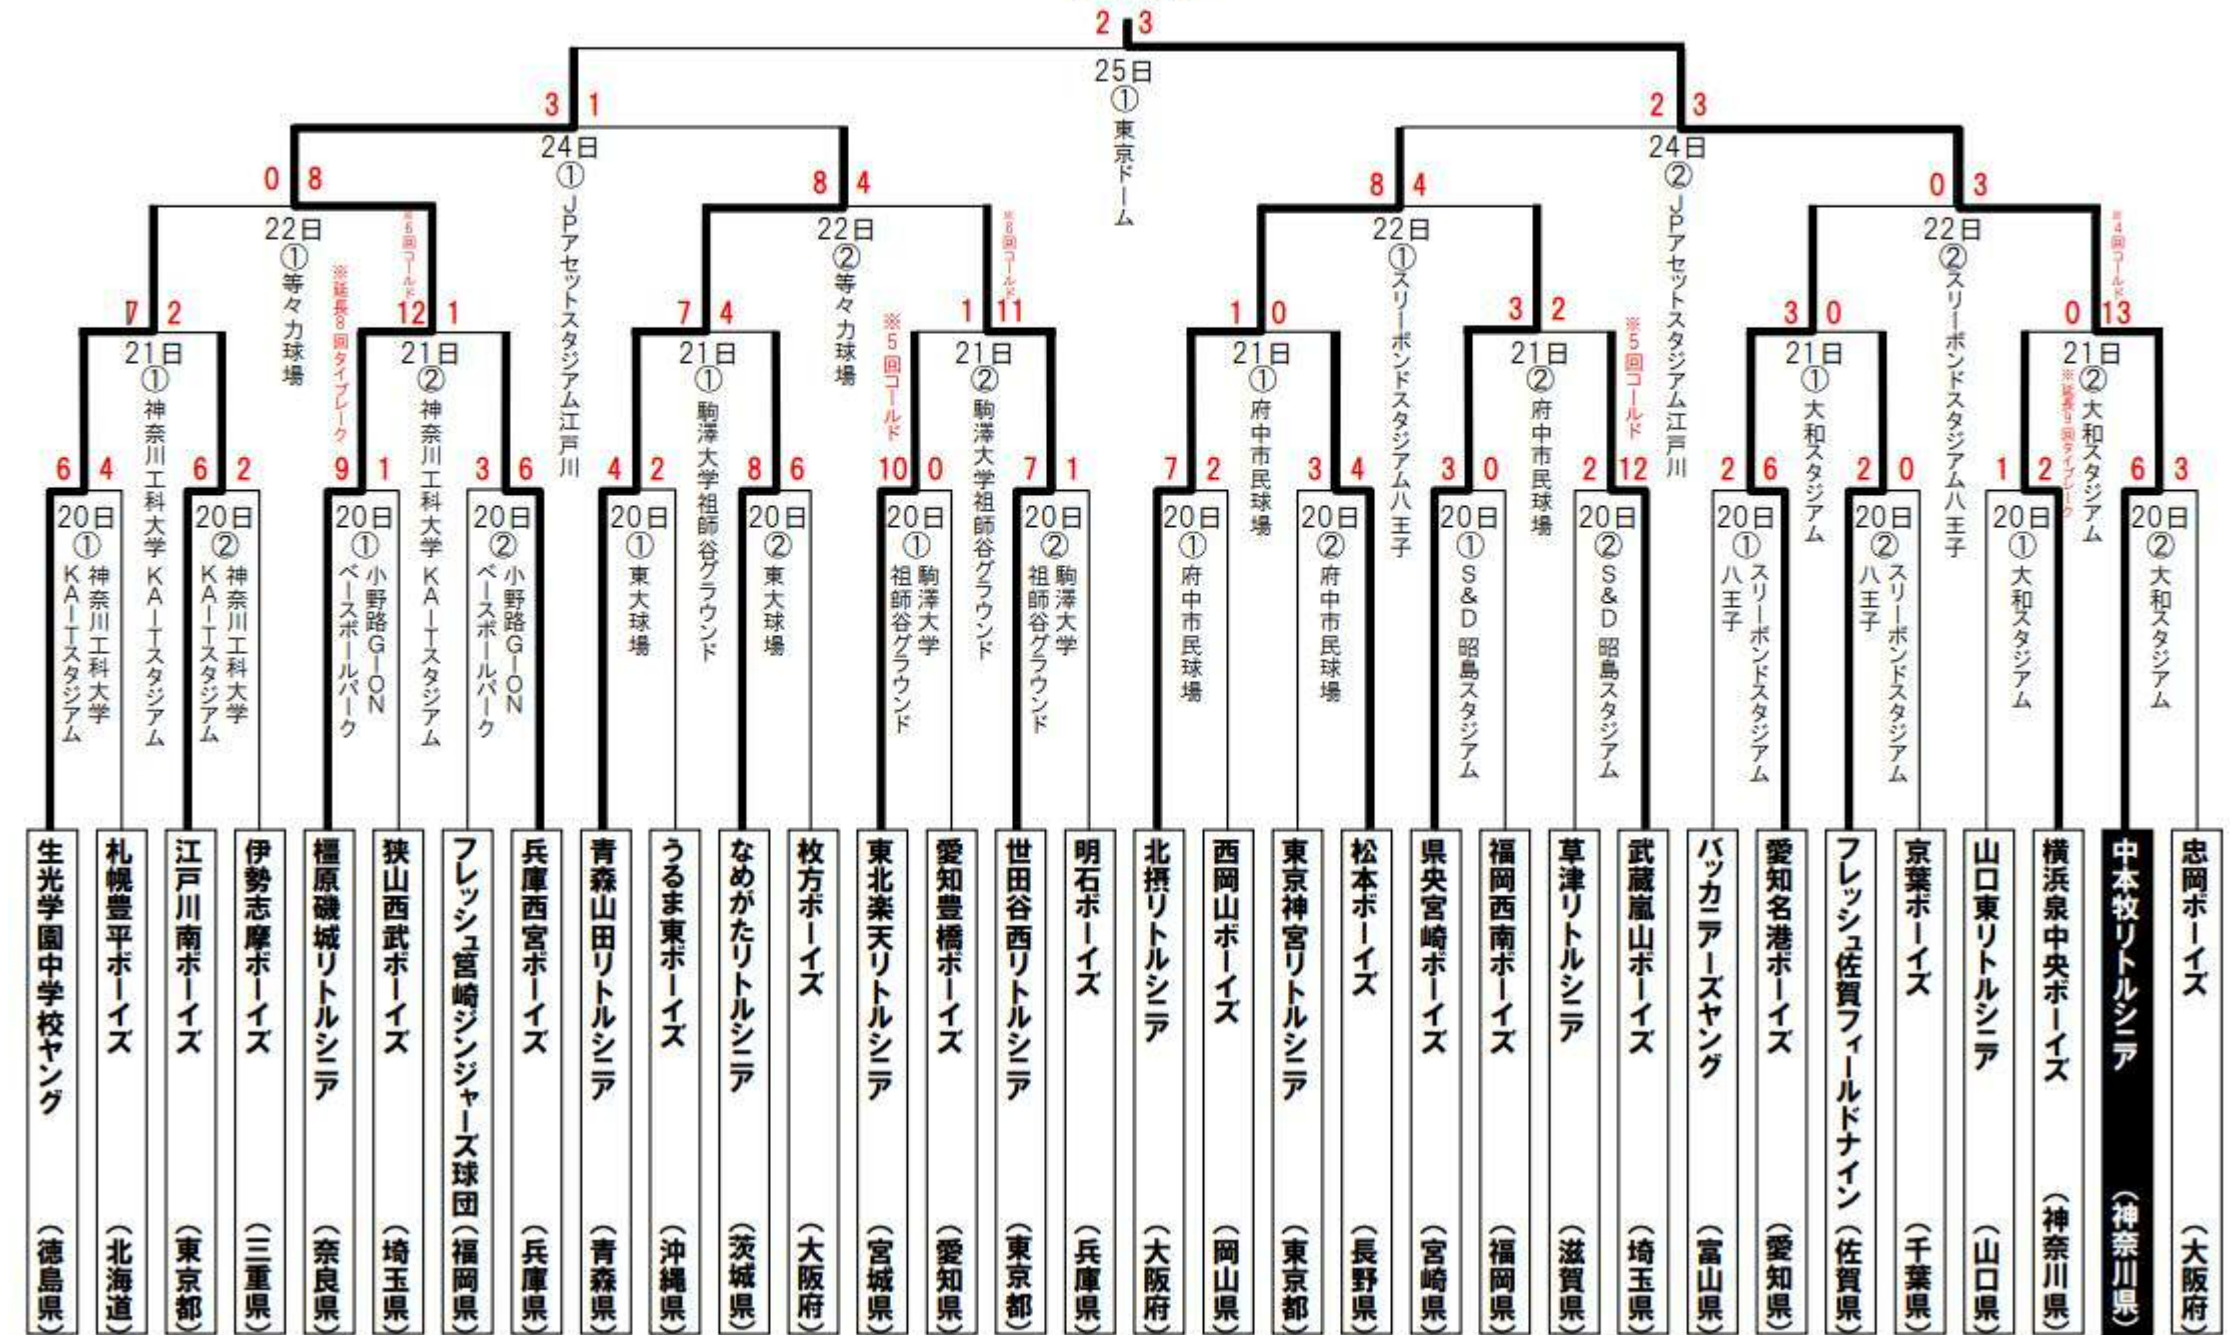 2 3
25日
①
東京ドーム
3 1
24日
①
JPアセットスタジアム江戸川
2 3
24日
②
JPアセットスタジアム江戸川
0 8
22日
①
等々力球場
8 4
22日
②
等々力球場
8 4
22日
①
スリーボンドスタジアム八王子
0 3
22日
②
スリーボンドスタジアム八王子
7 2
21日
①
神奈川工科大学 KAITスタジアム
※延長8回タイブレーク
※6回コールド
12 1
21日
②
神奈川工科大学 KAITスタジアム
7 4
21日
①
駒澤大学祖師谷グラウンド
※5回コールド
※6回コールド
1 11
21日
②
駒澤大学祖師谷グラウンド
1 0
21日
①
府中市民球場
3 2
21日
②
府中市民球場
※5回コールド
3 0
21日
①
大和スタジアム
※4回コールド
0 13
21日
②
大和スタジアム
※延長9回タイブレーク
6 4
20日
①
神奈川工科大学
KAITスタジアム
6 2
20日
②
神奈川工科大学
KAITスタジアム
9 1
20日
①
小野路GION
ベースボールパーク
3 6
20日
②
小野路GION
ベースボールパーク
4 2
20日
①
東大球場
8 6
20日
②
東大球場
10 0
20日
①
駒澤大学
祖師谷グラウンド
7 1
20日
②
駒澤大学
祖師谷グラウンド
7 2
20日
①
府中市民球場
3 4
20日
②
府中市民球場
3 0
20日
①
S&D 昭島スタジアム
2 12
20日
②
S&D 昭島スタジアム
2 6
20日
①
スリーボンドスタジアム
八王子
2 0
20日
②
スリーボンドスタジアム
八王子
1 2
20日
①
大和スタジアム
6 3
20日
②
大和スタジアム
生光学園中学校ヤング (徳島県)
札幌豊平ボーイズ (北海道)
江戸川南ボーイズ (東京都)
伊勢志摩ボーイズ (三重県)
橿原磯城リトルシニア (奈良県)
狭山西武ボーイズ (埼玉県)
フレッシュ宮崎ジンジャーズ球団 (福岡県)
兵庫西宮ボーイズ (兵庫県)
青森山田リトルシニア (青森県)
うるま東ボーイズ (沖縄県)
なめがたリトルシニア (茨城県)
枚方ボーイズ (大阪府)
東北楽天リトルシニア (宮城県)
愛知豊橋ボーイズ (愛知県)
世田谷西リトルシニア (東京都)
明石ボーイズ (兵庫県)
北摂リトルシニア (大阪府)
西岡山ボーイズ (岡山県)
東京神宮リトルシニア (東京都)
松本ボーイズ (長野県)
県央宮崎ボーイズ (宮崎県)
福岡西南ボーイズ (福岡県)
草津リトルシニア (滋賀県)
武蔵嵐山ボーイズ (埼玉県)
バッカニアーズヤング (富山県)
愛知名港ボーイズ (愛知県)
フレッシュ佐賀フィールドナイン (佐賀県)
京葉ボーイズ (千葉県)
山口東リトルシニア (山口県)
横浜泉中央ボーイズ (神奈川県)
中本牧リトルシニア (神奈川県)
忠岡ボーイズ (大阪府)